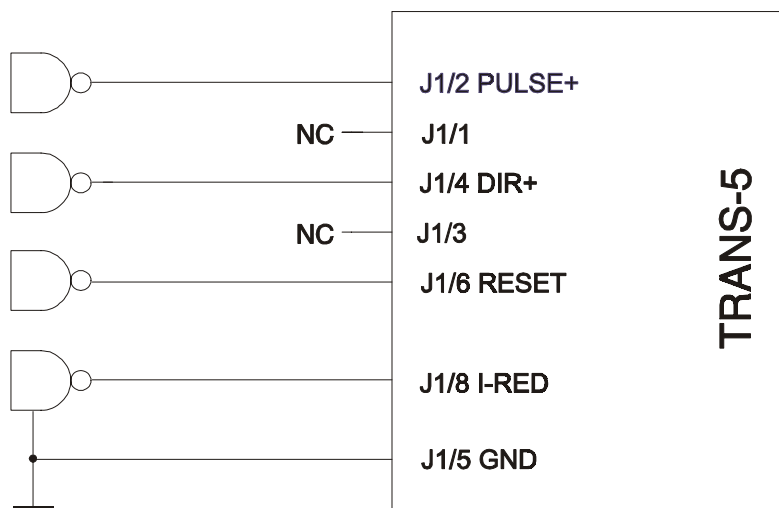 J1/2 PULSE+
NC J1/1
J1/4 DIR+
NC J1/3
J1/6 RESET
J1/8 I-RED
J1/5 GND
TRANS-5